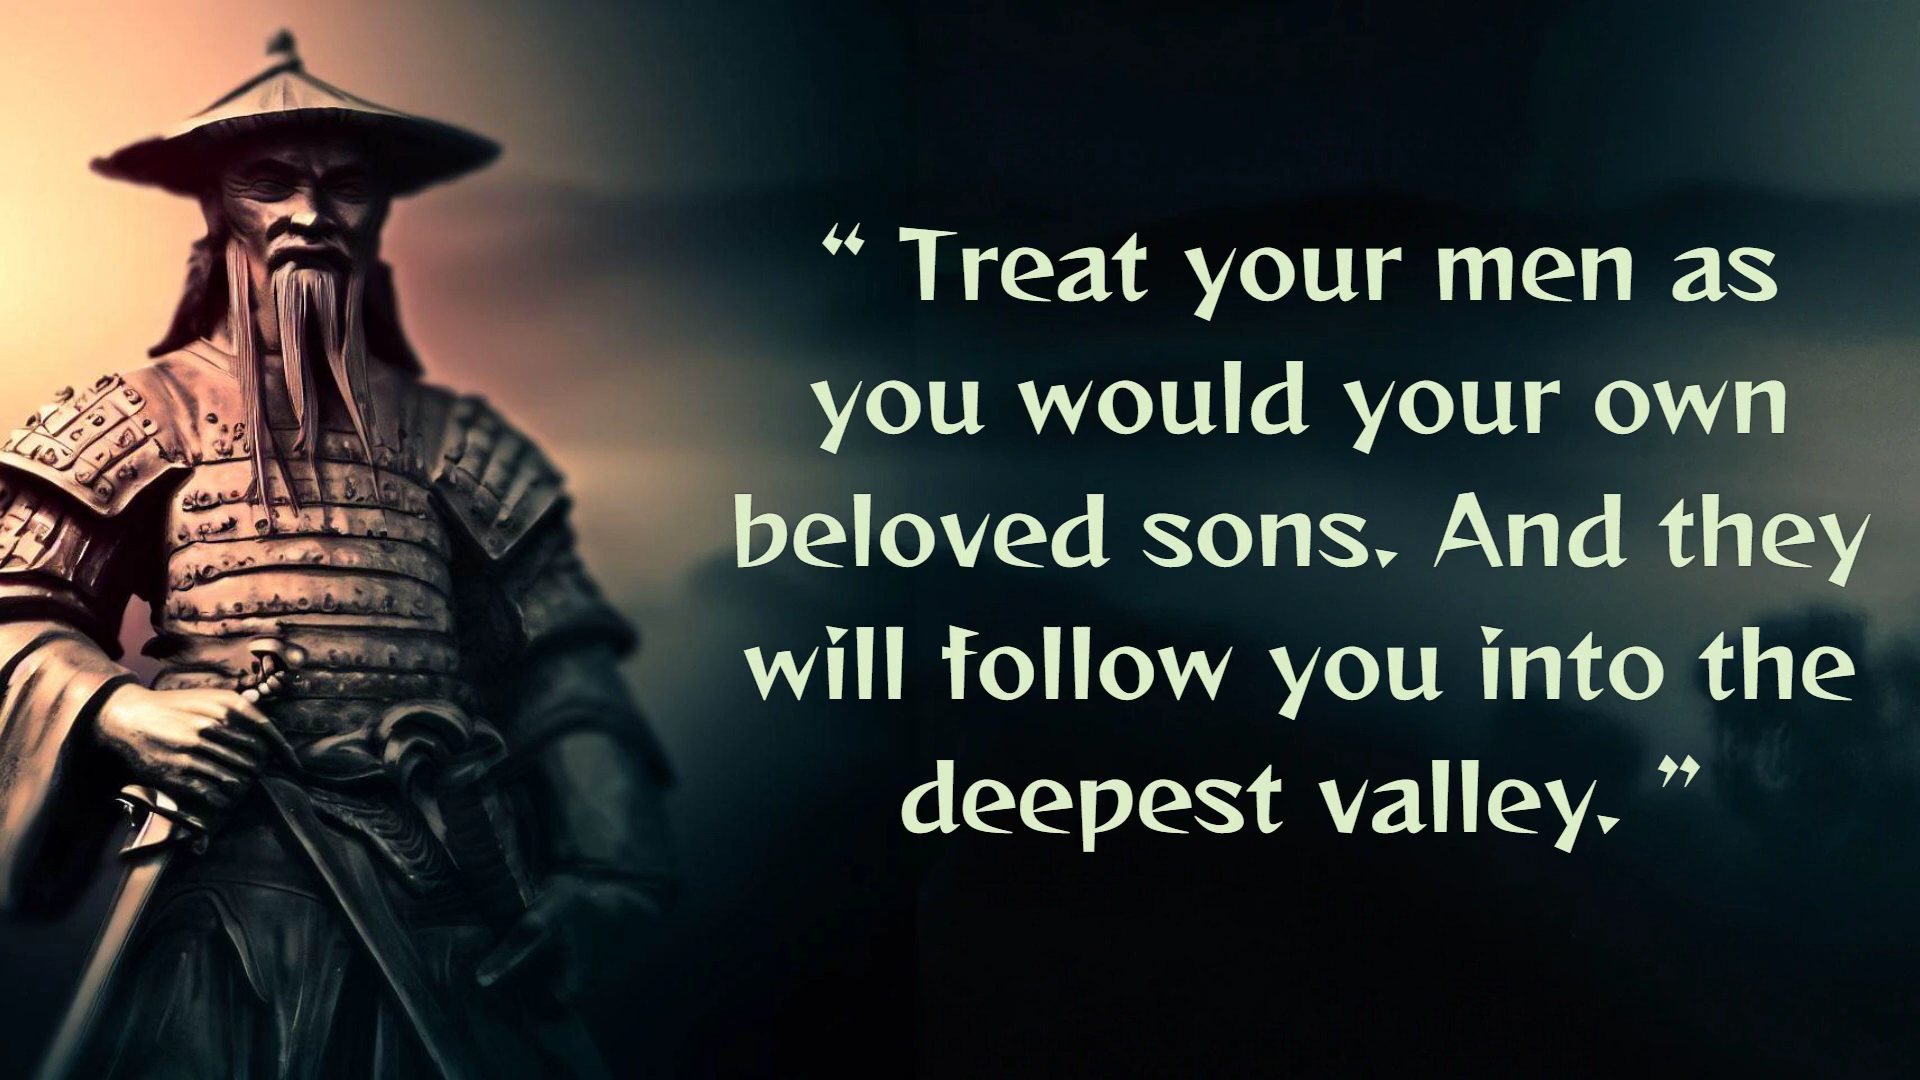 “ Treat your men as
you would your own
beloved sons. And they
will follow you into the
deepest valley. ”